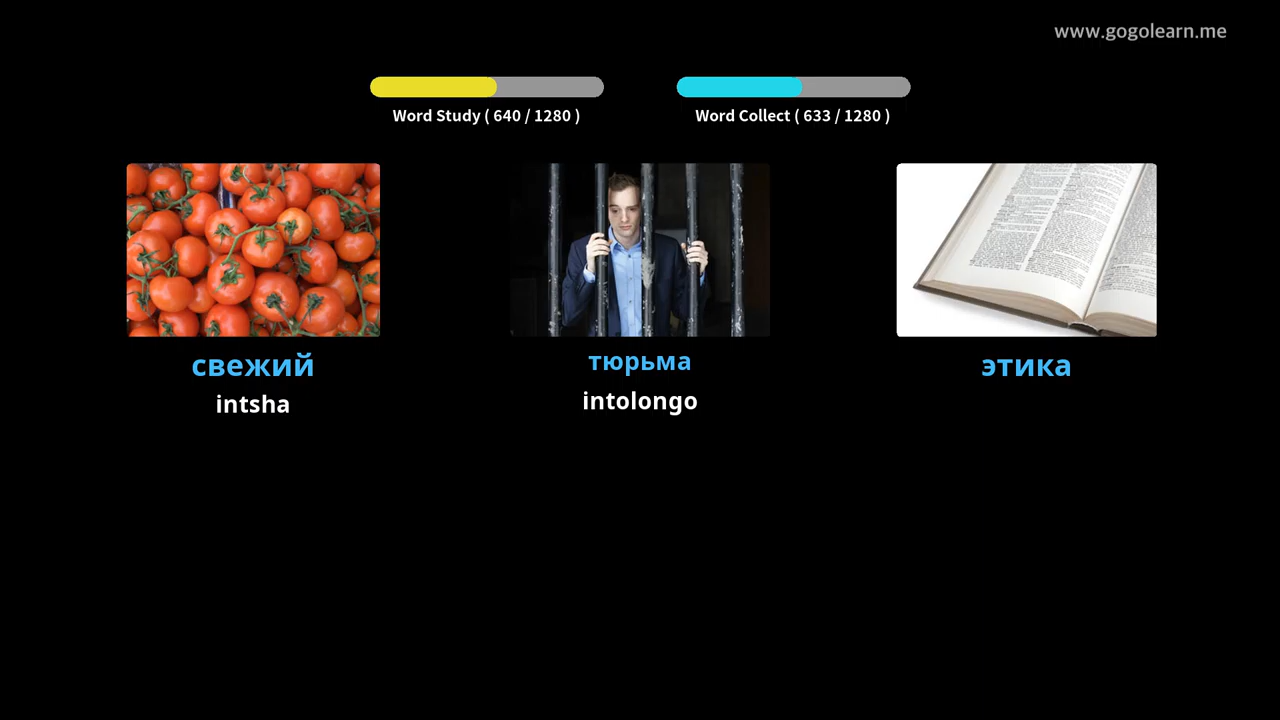 www.gogolearn.me
Word Study ( 640 / 1280 )
Word Collect ( 633 / 1280 )
свежий
intsha
тюрьма
intolongo
этика